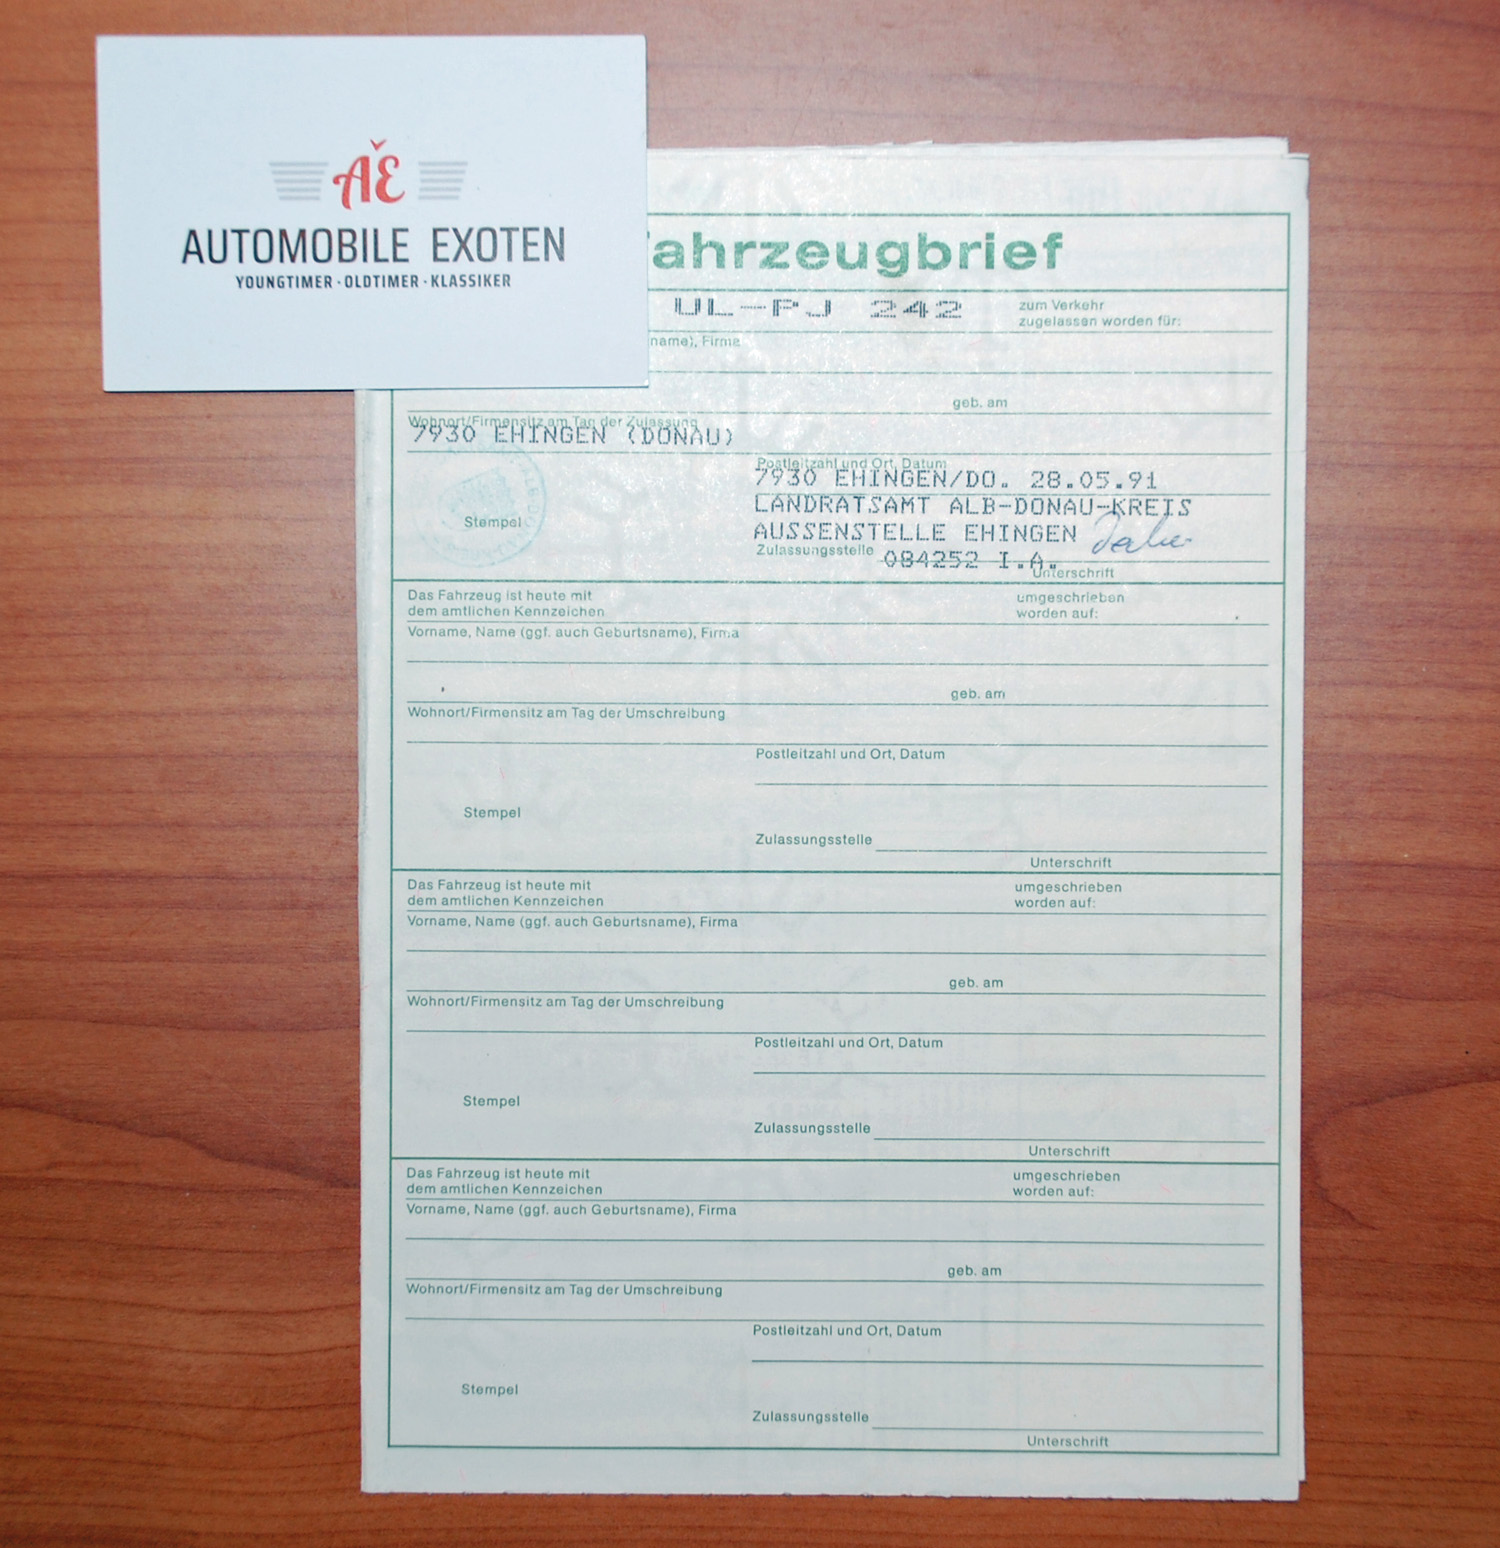 AE
AUTOMOBILE EXOTEN
YOUNGTIMER · OLDTIMER · KLASSIKER
ahrzeugbrief
UL-PJ 242
zum Verkehr
zugelassen worden für:
name), Firma
geb. am
Wohnort/Firmensitz am Tag der Zulassung
7930 EHINGEN (DONAU)
Postleitzahl und Ort, Datum
7930 EHINGEN/DO. 28.05.91
LANDRATSAMT ALB-DONAU-KREIS
Stempel
AUSSENSTELLE EHINGEN
Zulassungsstelle 084252 I.A.
Unterschrift
Das Fahrzeug ist heute mit
dem amtlichen Kennzeichen
umgeschrieben
worden auf:
Vorname, Name (ggf. auch Geburtsname), Firma
geb. am
Wohnort/Firmensitz am Tag der Umschreibung
Postleitzahl und Ort, Datum
Stempel
Zulassungsstelle
Unterschrift
Das Fahrzeug ist heute mit
dem amtlichen Kennzeichen
umgeschrieben
worden auf:
Vorname, Name (ggf. auch Geburtsname), Firma
geb. am
Wohnort/Firmensitz am Tag der Umschreibung
Postleitzahl und Ort, Datum
Stempel
Zulassungsstelle
Unterschrift
Das Fahrzeug ist heute mit
dem amtlichen Kennzeichen
umgeschrieben
worden auf:
Vorname, Name (ggf. auch Geburtsname), Firma
geb. am
Wohnort/Firmensitz am Tag der Umschreibung
Postleitzahl und Ort, Datum
Stempel
Zulassungsstelle
Unterschrift